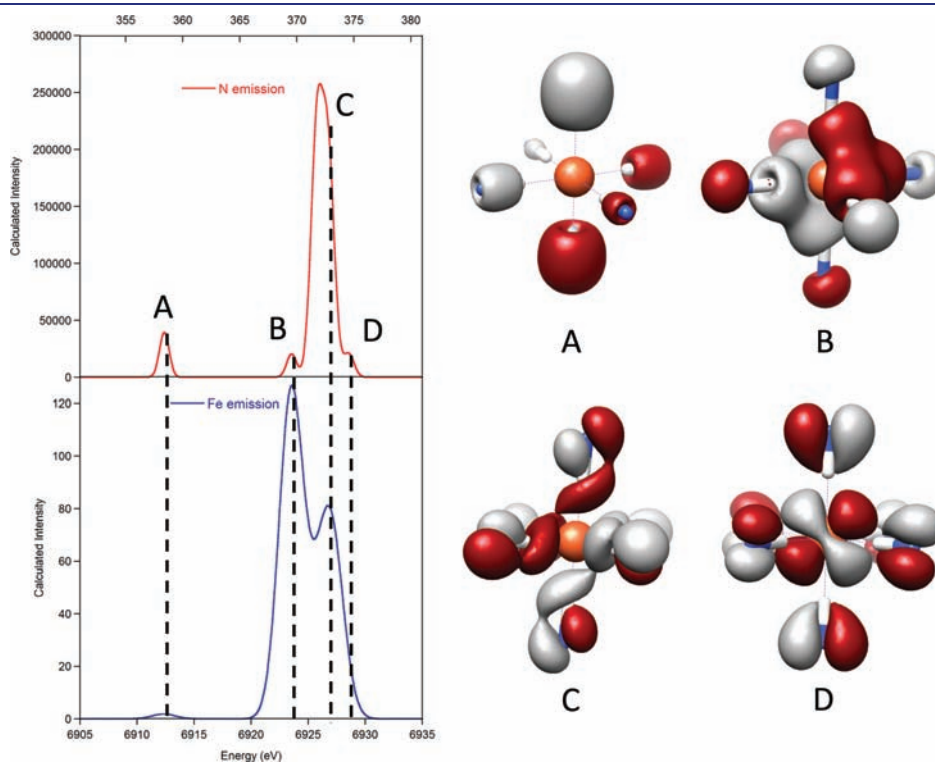 355 360 365 370 375 380
300000
250000
200000
150000
100000
50000
0
Calculated Intensity
N emission
A
B
C
D
120
100
80
60
40
20
0
Calculated Intensity
Fe emission
6905 6910 6915 6920 6925 6930 6935
Energy (eV)
A
B
C
D